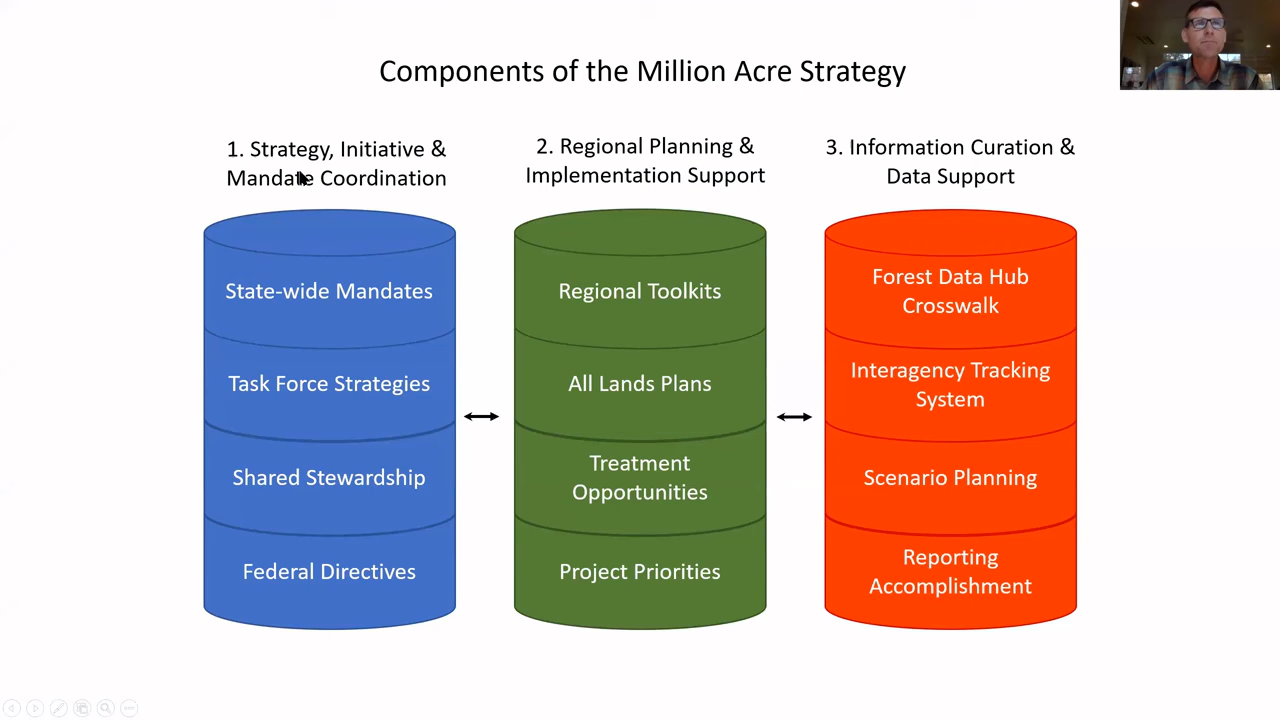 Components of the Million Acre Strategy
1. Strategy, Initiative &
Mandate Coordination
State-wide Mandates
Task Force Strategies
Shared Stewardship
Federal Directives
2. Regional Planning &
Implementation Support
Regional Toolkits
All Lands Plans
Treatment
Opportunities
Project Priorities
3. Information Curation &
Data Support
Forest Data Hub
Crosswalk
Interagency Tracking
System
Scenario Planning
Reporting
Accomplishment